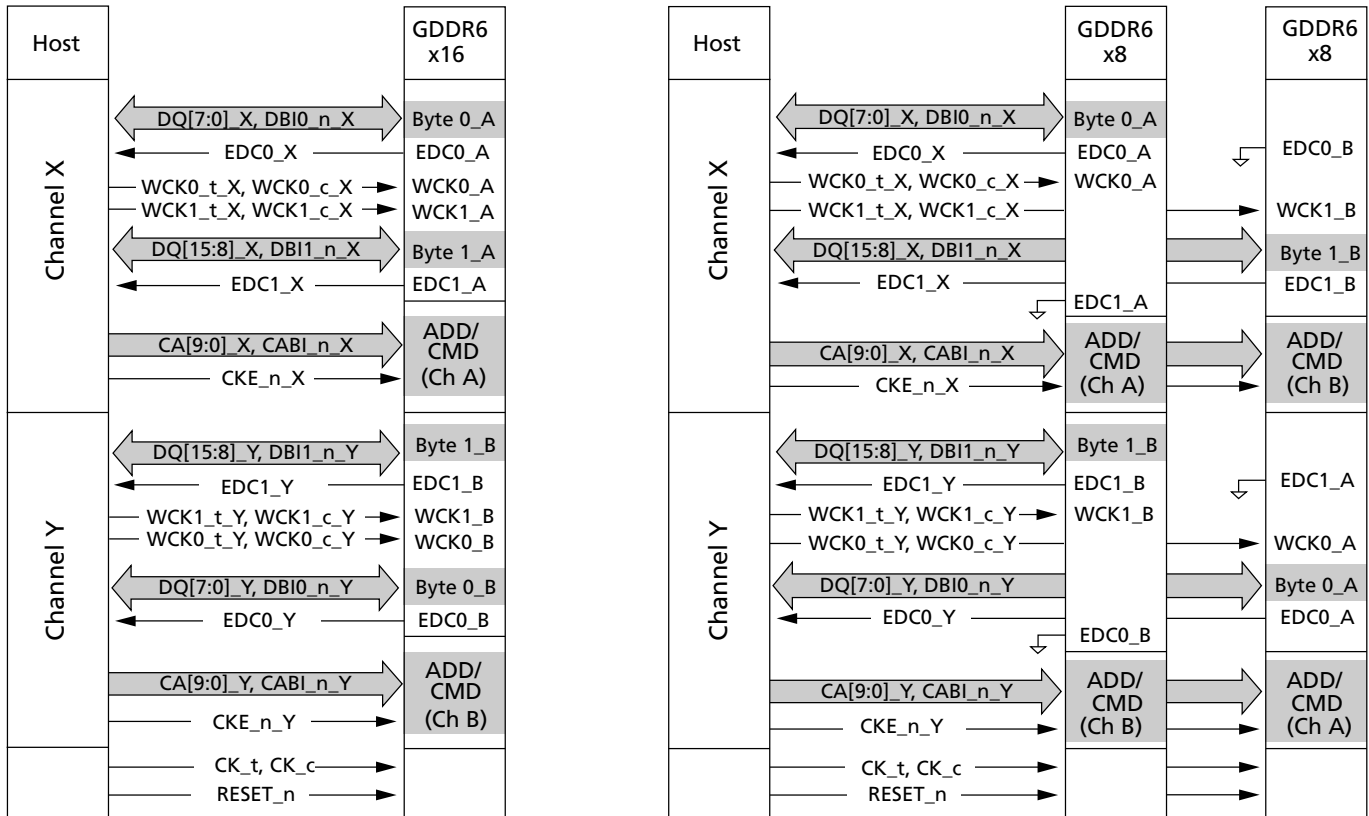 Host
GDDR6
x16
Channel X
DQ[7:0]_X, DBI0_n_X
Byte 0_A
EDC0_X
EDC0_A
WCK0_t_X, WCK0_c_X
WCK0_A
WCK1_t_X, WCK1_c_X
WCK1_A
DQ[15:8]_X, DBI1_n_X
Byte 1_A
EDC1_X
EDC1_A
CA[9:0]_X, CABI_n_X
CKE_n_X
ADD/
CMD
(Ch A)
Channel Y
DQ[15:8]_Y, DBI1_n_Y
Byte 1_B
EDC1_Y
EDC1_B
WCK1_t_Y, WCK1_c_Y
WCK1_B
WCK0_t_Y, WCK0_c_Y
WCK0_B
DQ[7:0]_Y, DBI0_n_Y
Byte 0_B
EDC0_Y
EDC0_B
CA[9:0]_Y, CABI_n_Y
CKE_n_Y
ADD/
CMD
(Ch B)
CK_t, CK_c
RESET_n
Host
GDDR6
x8
GDDR6
x8
Channel X
DQ[7:0]_X, DBI0_n_X
Byte 0_A
EDC0_X
EDC0_A
EDC0_B
WCK0_t_X, WCK0_c_X
WCK0_A
WCK1_t_X, WCK1_c_X
WCK1_B
DQ[15:8]_X, DBI1_n_X
Byte 1_B
EDC1_X
EDC1_B
EDC1_A
CA[9:0]_X, CABI_n_X
CKE_n_X
ADD/
CMD
(Ch A)
ADD/
CMD
(Ch B)
Channel Y
DQ[15:8]_Y, DBI1_n_Y
Byte 1_B
EDC1_Y
EDC1_B
EDC1_A
WCK1_t_Y, WCK1_c_Y
WCK1_B
WCK0_t_Y, WCK0_c_Y
WCK0_A
DQ[7:0]_Y, DBI0_n_Y
Byte 0_A
EDC0_Y
EDC0_A
EDC0_B
CA[9:0]_Y, CABI_n_Y
CKE_n_Y
ADD/
CMD
(Ch B)
ADD/
CMD
(Ch A)
CK_t, CK_c
RESET_n